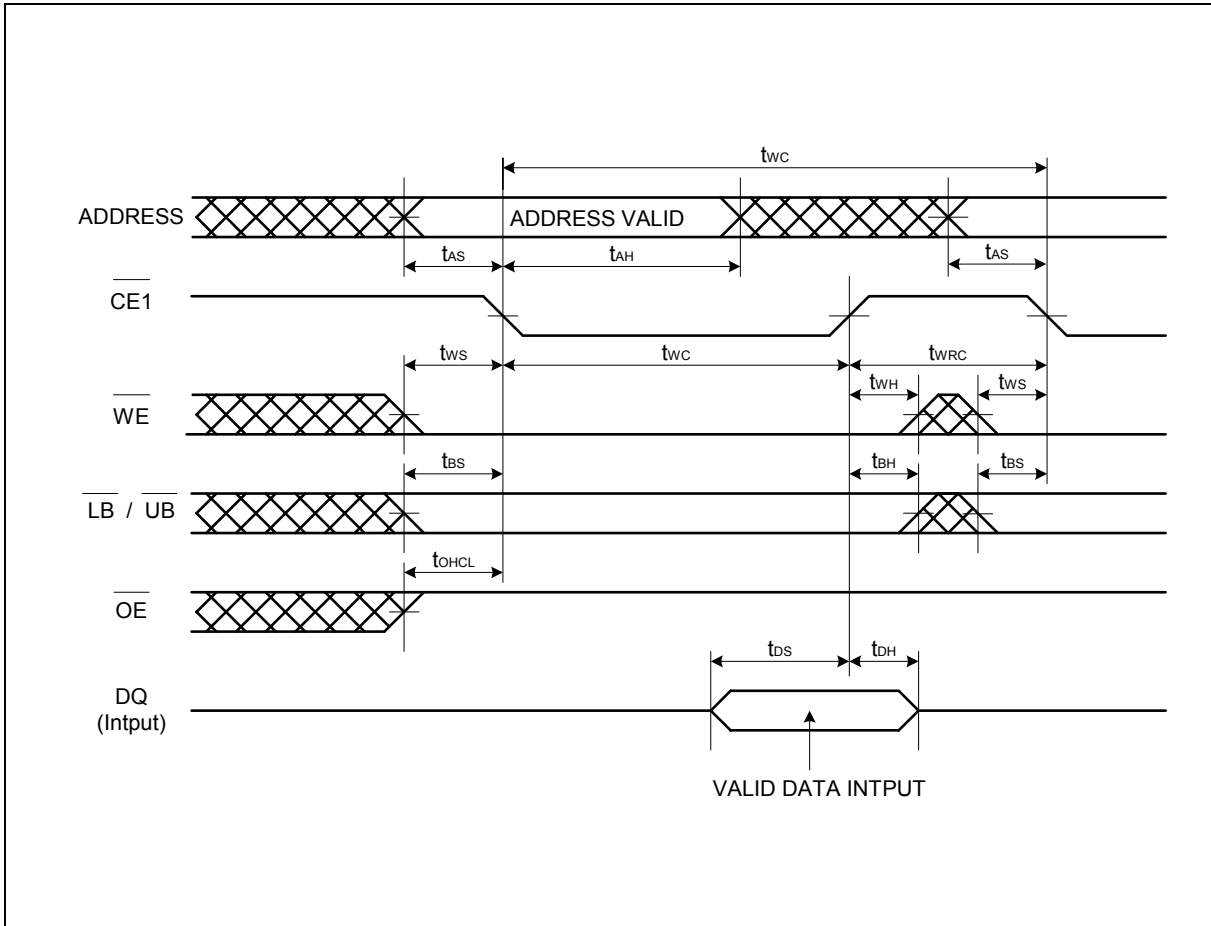 tWC
ADDRESS
ADDRESS VALID
tAS
tAH
tAS
CE1
tWS
tWC
tWRC
tWH
tWS
WE
tBS
tBH
tBS
LB / UB
tOHCL
OE
tDS
tDH
DQ
(Intput)
VALID DATA INTPUT